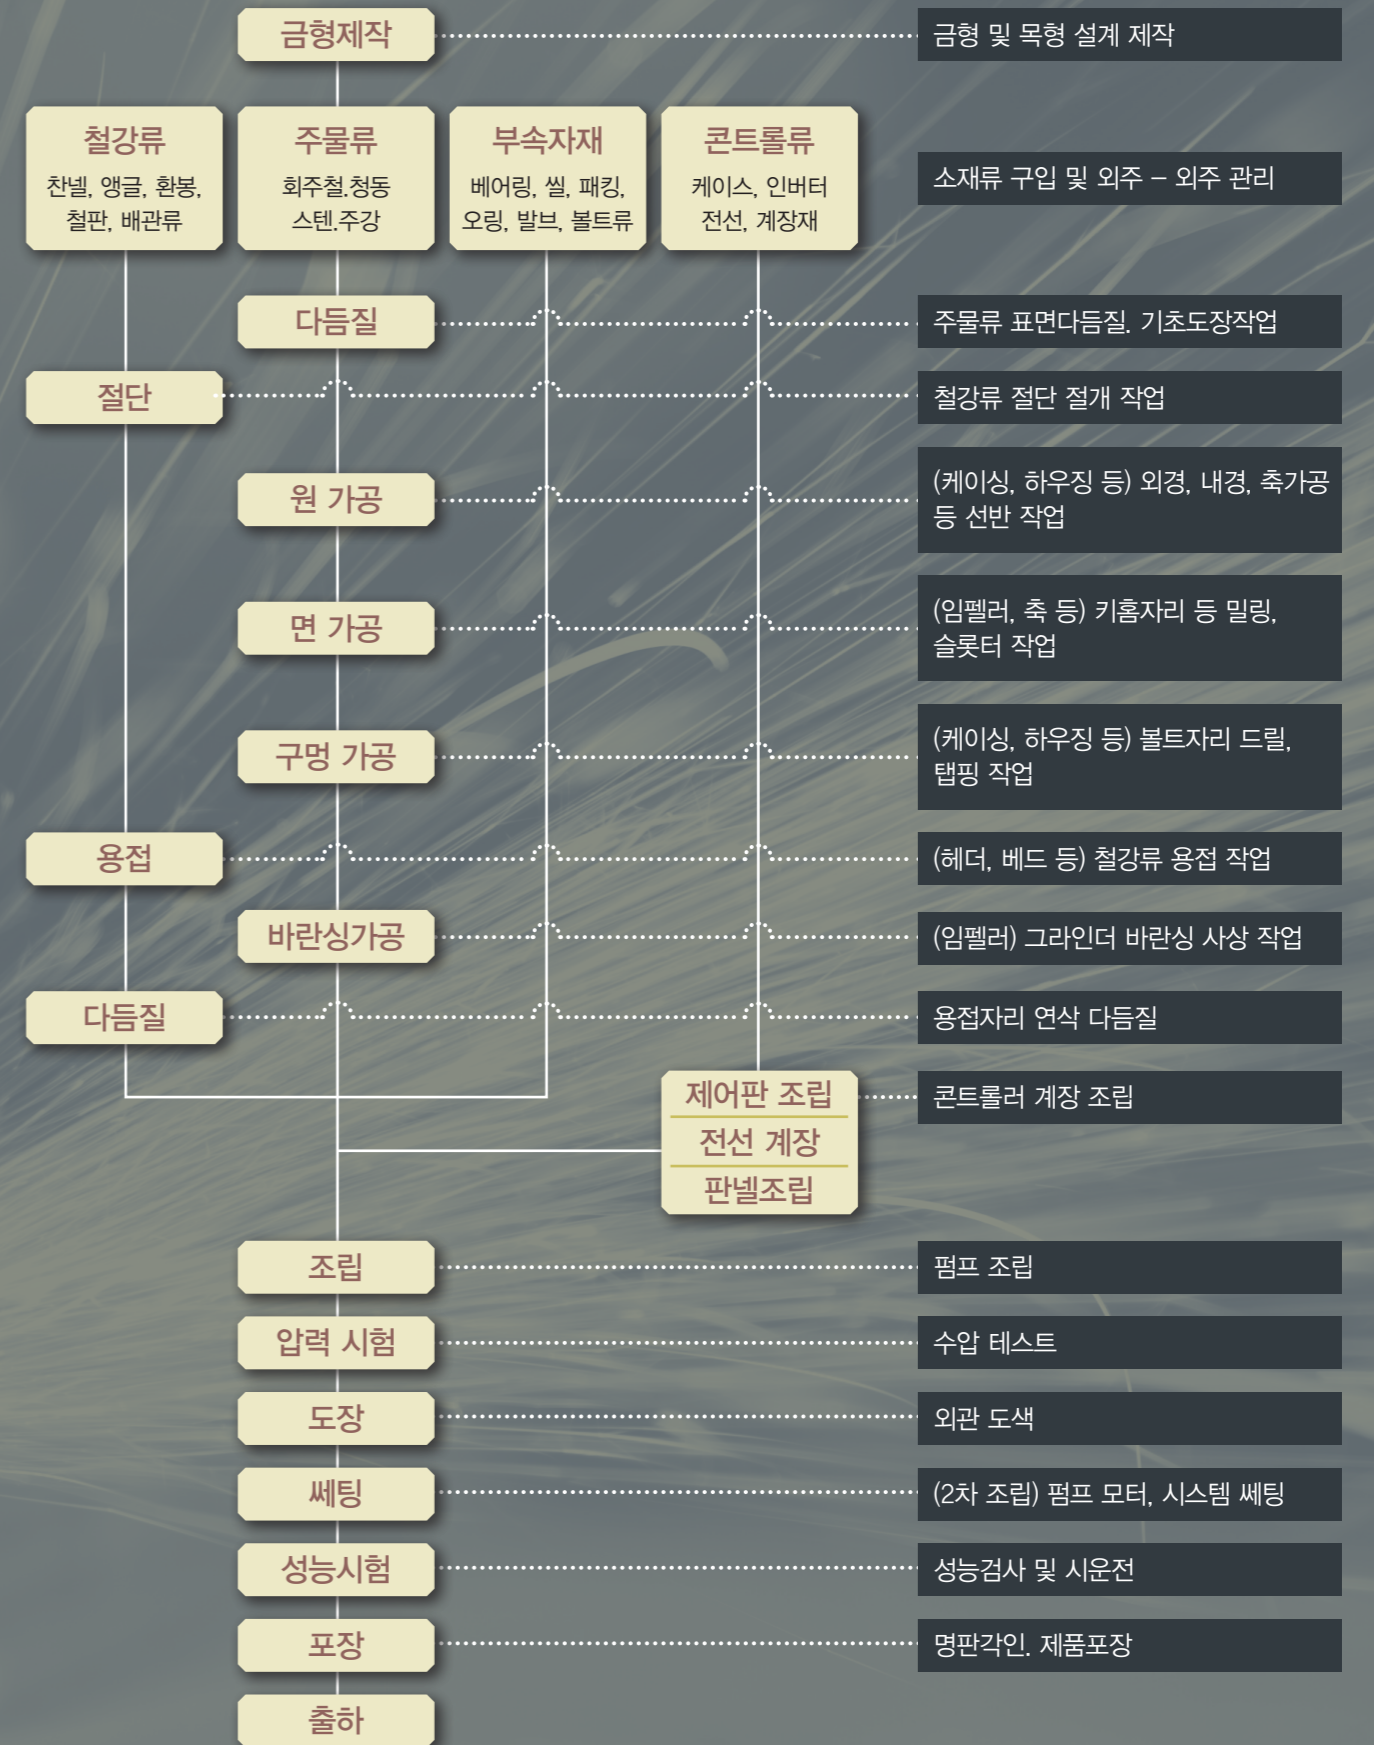 금형제작
금형 및 목형 설계 제작
철강류
찬넬, 앵글, 환봉,
철판, 배관류
주물류
회주철.청동
스텐.주강
부속자재
베어링, 씰, 패킹,
오링, 발브, 볼트류
콘트롤류
케이스, 인버터
전선, 계장재
소재류 구입 및 외주 – 외주 관리
다듬질
주물류 표면다듬질. 기초도장작업
절단
철강류 절단 절개 작업
원 가공
(케이싱, 하우징 등) 외경, 내경, 축가공
등 선반 작업
면 가공
(임펠러, 축 등) 키홈자리 등 밀링,
슬롯터 작업
구멍 가공
(케이싱, 하우징 등) 볼트자리 드릴,
탭핑 작업
용접
(헤더, 베드 등) 철강류 용접 작업
바란싱가공
(임펠러) 그라인더 바란싱 사상 작업
다듬질
용접자리 연삭 다듬질
제어판 조립
전선 계장
판넬조립
콘트롤러 계장 조립
조립
펌프 조립
압력 시험
수압 테스트
도장
외관 도색
쎄팅
(2차 조립) 펌프 모터, 시스템 쎄팅
성능시험
성능검사 및 시운전
포장
명판각인. 제품포장
출하